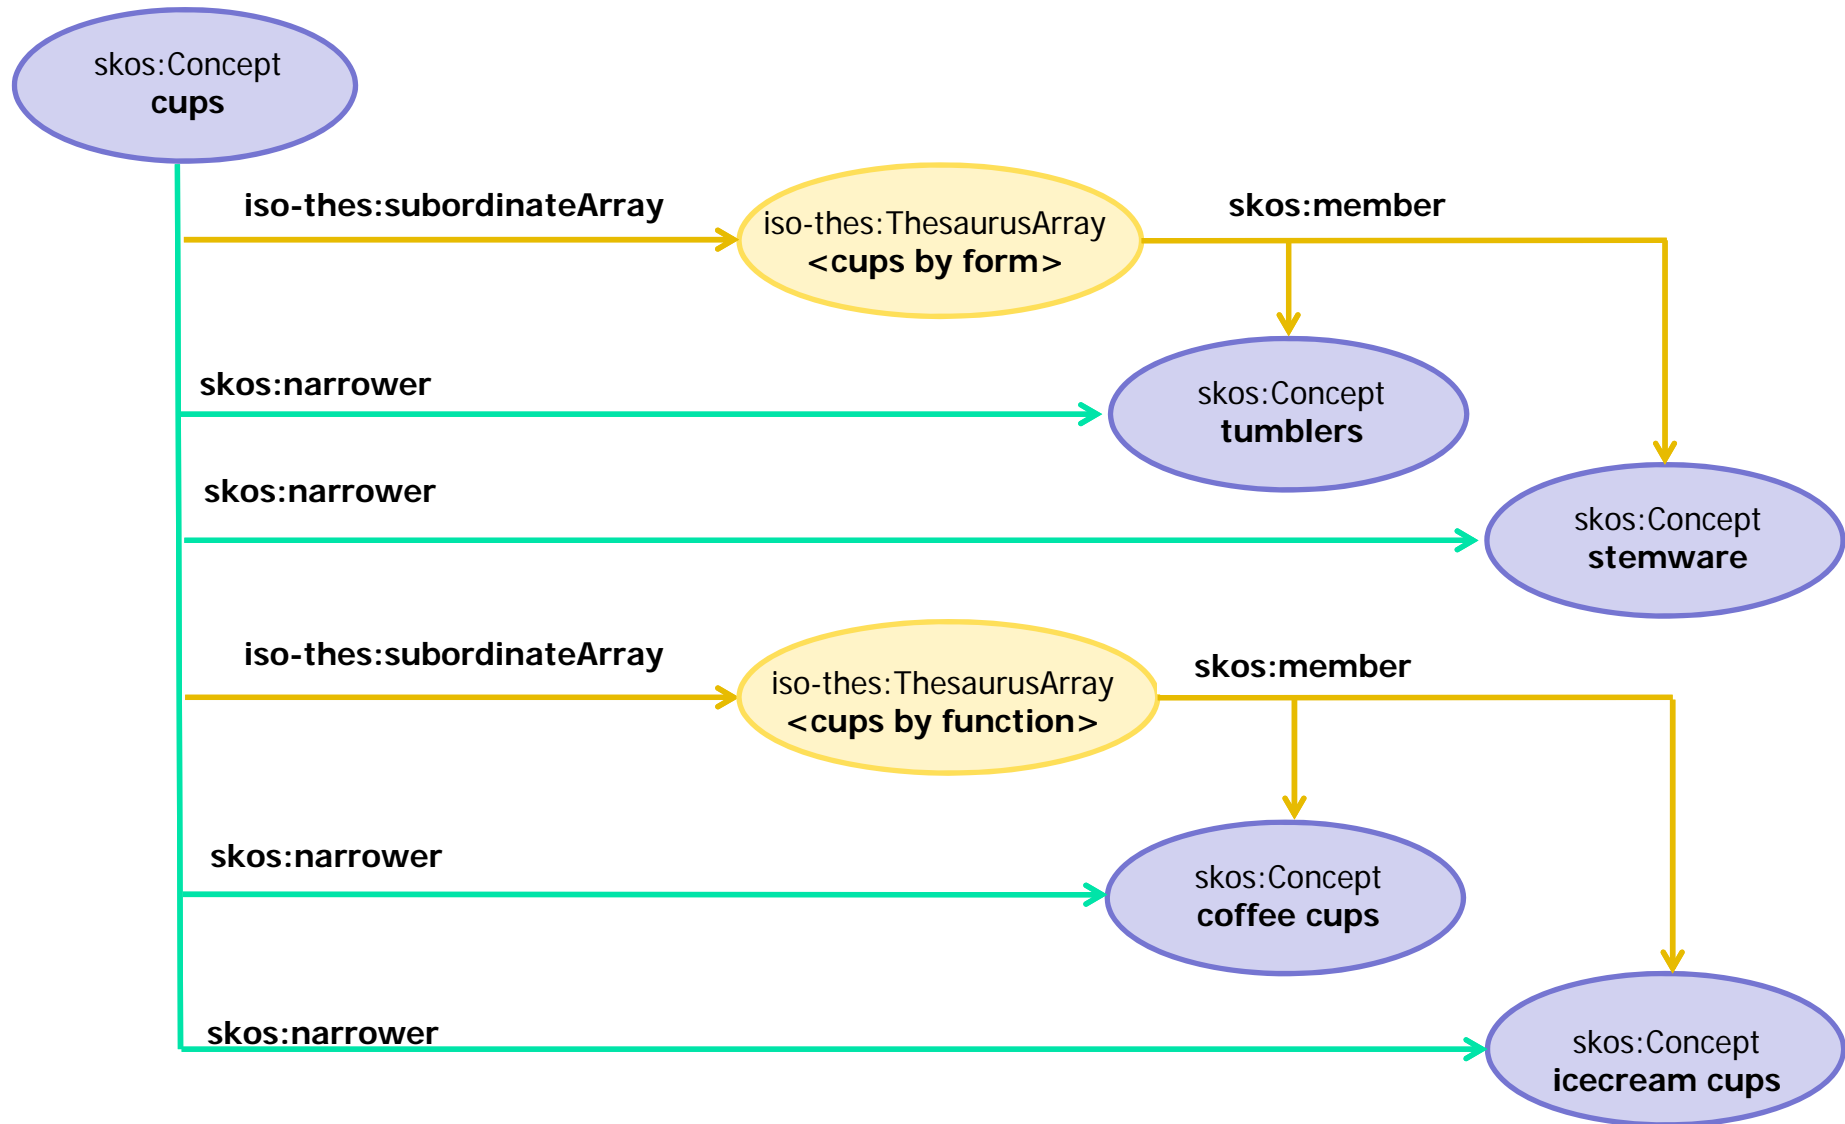 skos:Concept
cups
iso-thes:subordinateArray
iso-thes:ThesaurusArray
<cups by form>
skos:member
skos:narrower
skos:Concept
tumblers
skos:narrower
skos:Concept
stemware
iso-thes:subordinateArray
iso-thes:ThesaurusArray
<cups by function>
skos:member
skos:narrower
skos:Concept
coffee cups
skos:narrower
skos:Concept
icecream cups